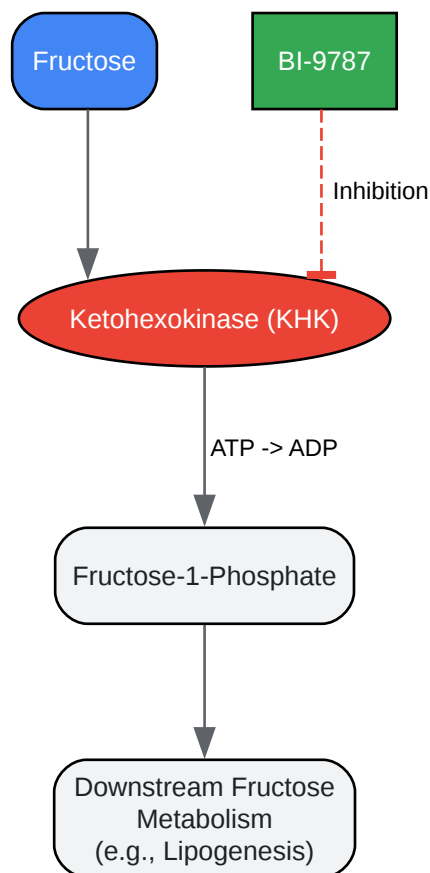 Fructose
BI-9787
Inhibition
Ketohexokinase (KHK)
ATP -> ADP
Fructose-1-Phosphate
Downstream Fructose
Metabolism
(e.g., Lipogenesis)